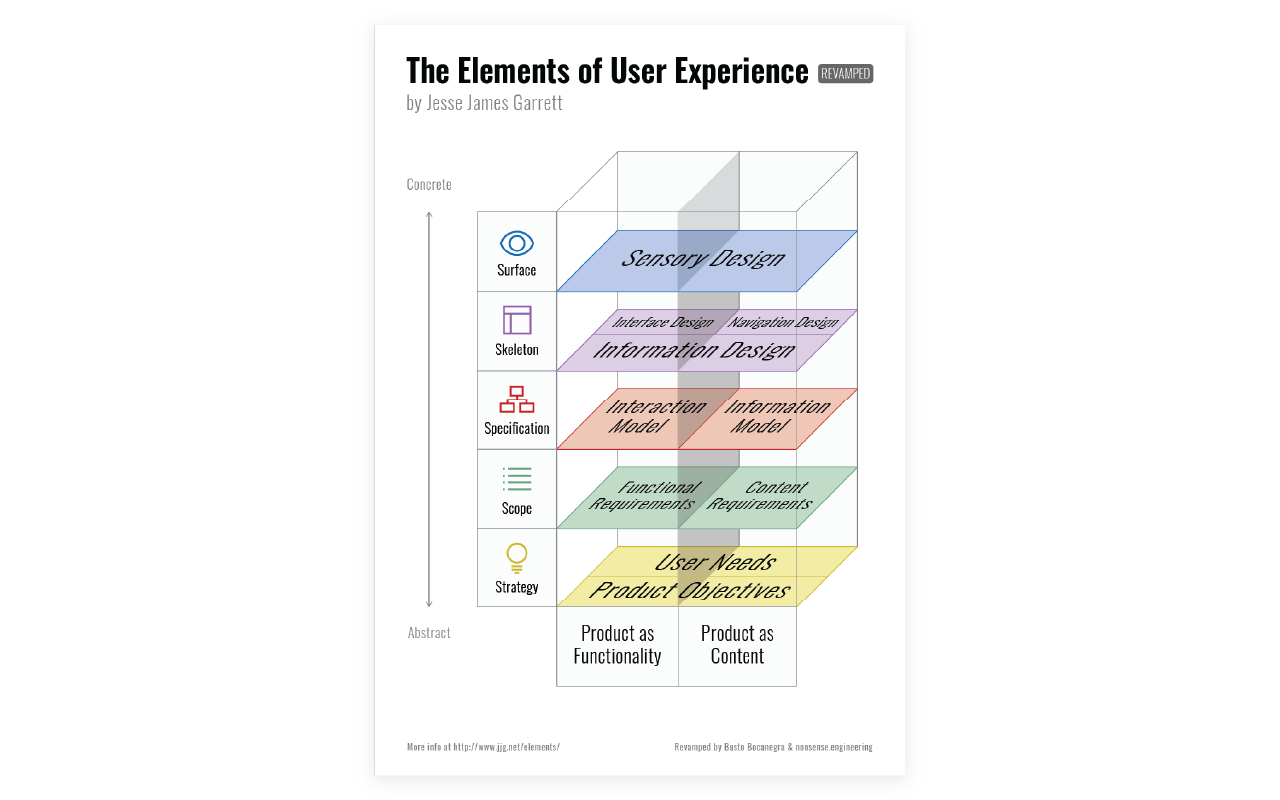 The Elements of User Experience REVAMPED
by Jesse James Garrett
Concrete
Surface
Sensory Design
Interface Design Navigation Design
Skeleton
Information Design
Interaction Information
Model Model
Specification
Functional Content
Requirements Requirements
Scope
User Needs
Strategy
Product Objectives
Abstract
Product as Product as
Functionality Content
More info at http://www.jjg.net/elements/
Revamped by Busto Bocanegra & nonsense.engineering